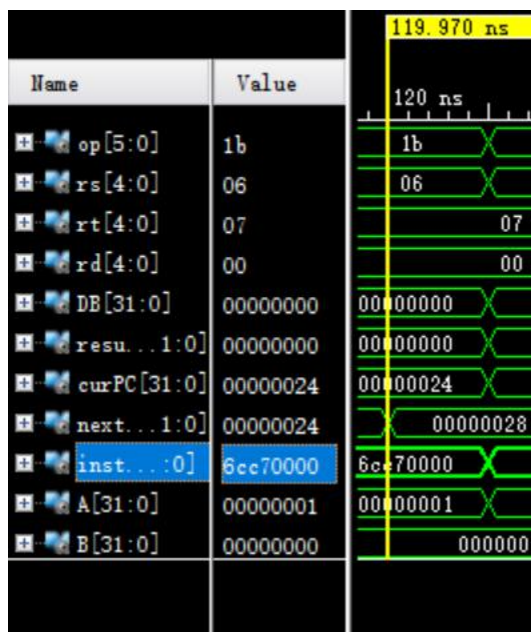 119.970 ns
Name Value 120 ns
op[5:0] 1b 1b
rs[4:0] 06 06
rt[4:0] 07 07
rd[4:0] 00 00
DB[31:0] 00000000 00000000
resu...1:0] 00000000 00000000
curPC[31:0] 00000024 00000024
next...1:0] 00000024 00000028
inst...:0] 6cc70000 6cc70000
A[31:0] 00000001 00000001
B[31:0] 00000000 000000